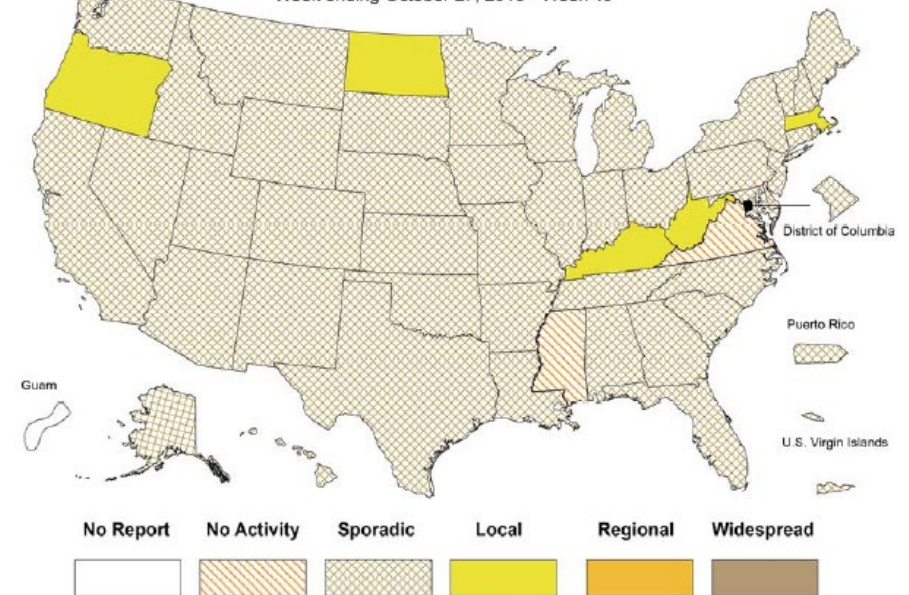 District of Columbia
Puerto Rico
Guam
U.S. Virgin Islands
No Report No Activity Sporadic Local Regional Widespread